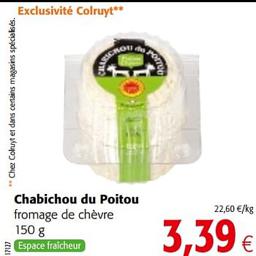 Exclusivité Colruyt**
** Chez Colruyt et dans certains magasins spécialisés.
CHABICHOU DU POITOU
Chabichou du Poitou
fromage de chèvre
150 g
22,60 €/kg
3,39 €
Espace fraîcheur
17127